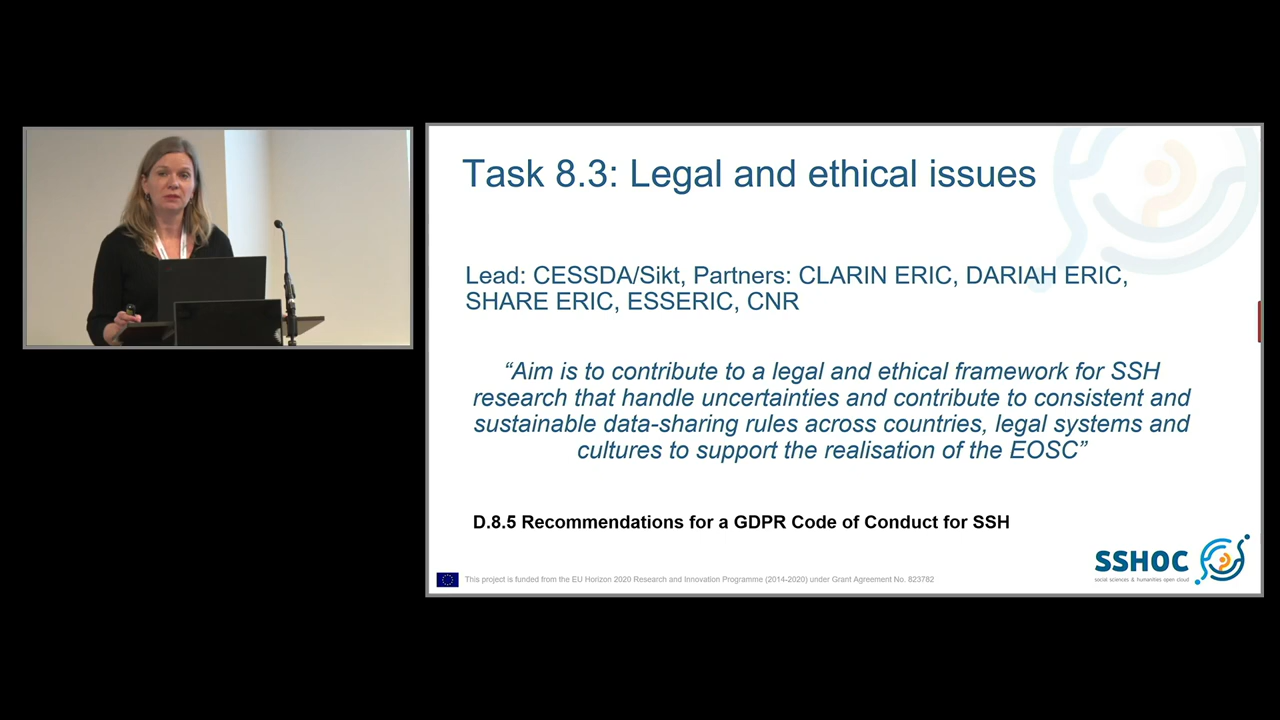 Task 8.3: Legal and ethical issues
Lead: CESSDA/Sikt, Partners: CLARIN ERIC, DARIAH ERIC,
SHARE ERIC, ESSERIC, CNR
“Aim is to contribute to a legal and ethical framework for SSH
research that handle uncertainties and contribute to consistent and
sustainable data-sharing rules across countries, legal systems and
cultures to support the realisation of the EOSC”
D.8.5 Recommendations for a GDPR Code of Conduct for SSH
This project is funded from the EU Horizon 2020 Research and Innovation Programme (2014-2020) under Grant Agreement No. 823782
SSHOC
social sciences & humanities open cloud